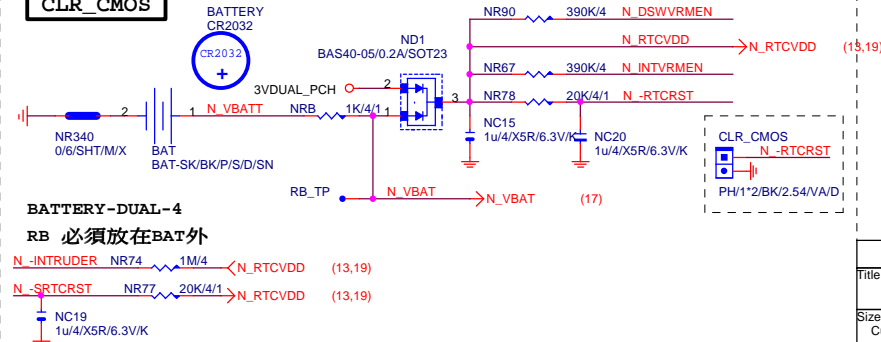 CLR_CMOS
BATTERY
CR2032
CR2032
+
ND1
BAS40-05/0.2A/SOT23
NR90 390K/4 N_DSWVRMEN
N_RTCVDD N_RTCVDD (13,19)
3VDUAL_PCH 2
NR67 390K/4 N_INTVRMEN
2 1 N_VBATT NRB 1K/4/1 1 3 NR78 20K/4/1 N_-RTCRST
NR340
0/6/SHT/M/X
BAT
BAT-SK/BK/P/S/D/SN
NC15
1u/4/X5R/6.3V/K
NC20
1u/4/X5R/6.3V/K
CLR_CMOS
N_-RTCRST
PH/1*2/BK/2.54/VA/D
RB_TP N_VBAT N_VBAT (17)
BATTERY-DUAL-4
RB 必須放在BAT外
N_-INTRUDER NR74 1M/4 N_RTCVDD (13,19)
N_-SRTCRST NR77 20K/4/1 N_RTCVDD (13,19)
NC19
1u/4/X5R/6.3V/K
Title
Size